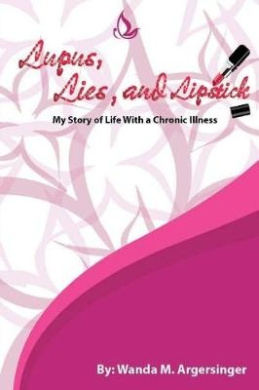 Lupus,
Lies, and Lipstick
My Story of Life With a Chronic Illness
By: Wanda M. Argersinger